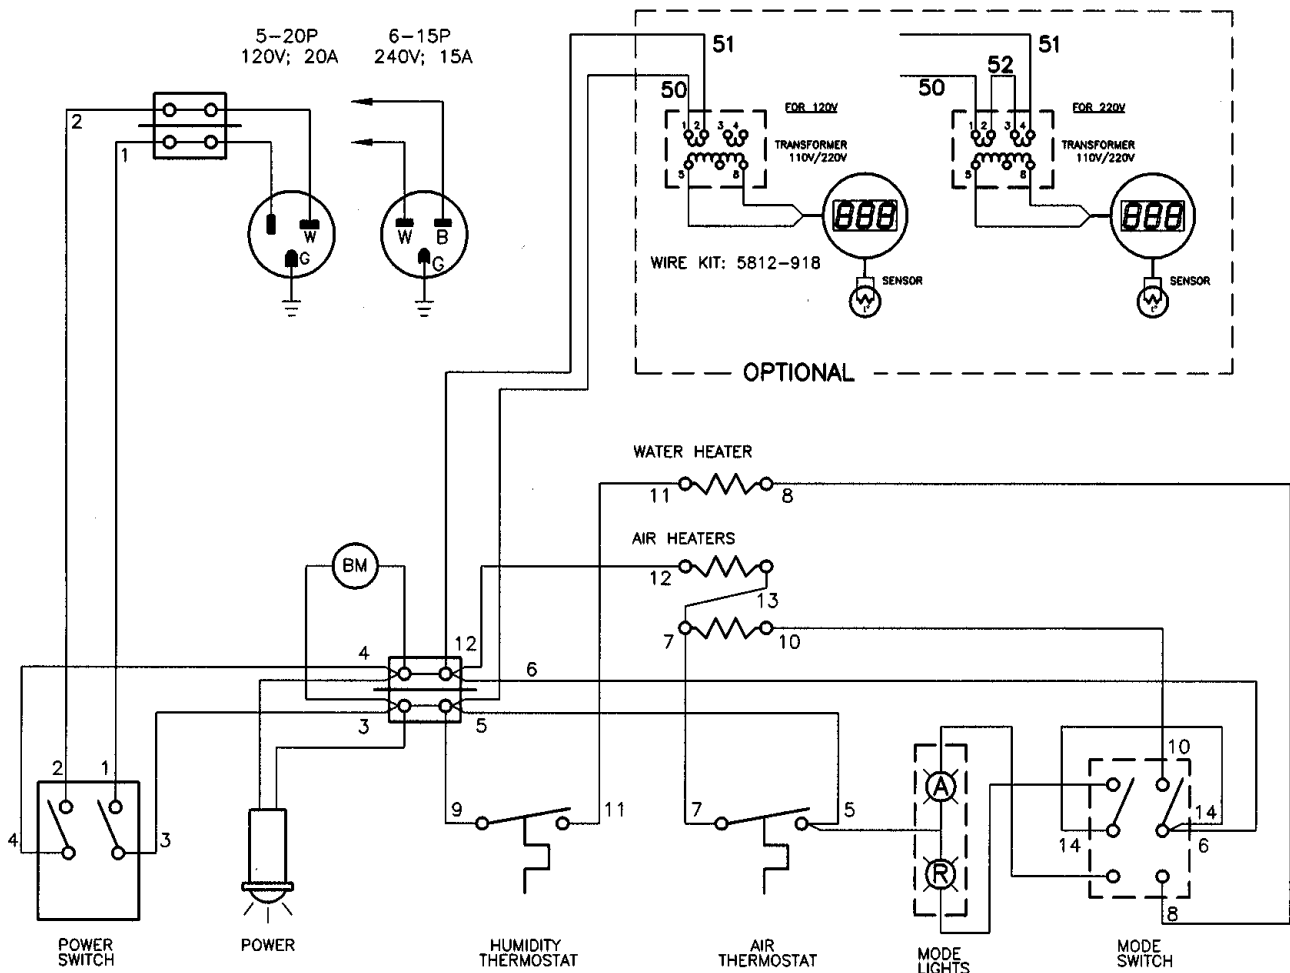 5-20P
120V; 20A
6-15P
240V; 15A
2
1
W
G
W
B
G
51
50
FOR 120V
1 2 3 4
TRANSFORMER
110V/220V
5
8
888
SENSOR
t°
WIRE KIT: 5812-918
51
52
50
FOR 220V
1 2 3 4
TRANSFORMER
110V/220V
5
8
888
SENSOR
t°
OPTIONAL
WATER HEATER
11
8
AIR HEATERS
12
13
7
10
BM
4
12
6
3
5
2
1
4
3
9
11
7
5
A
R
10
14
14
6
8
POWER
SWITCH
POWER
HUMIDITY
THERMOSTAT
AIR
THERMOSTAT
MODE
LIGHTS
MODE
SWITCH